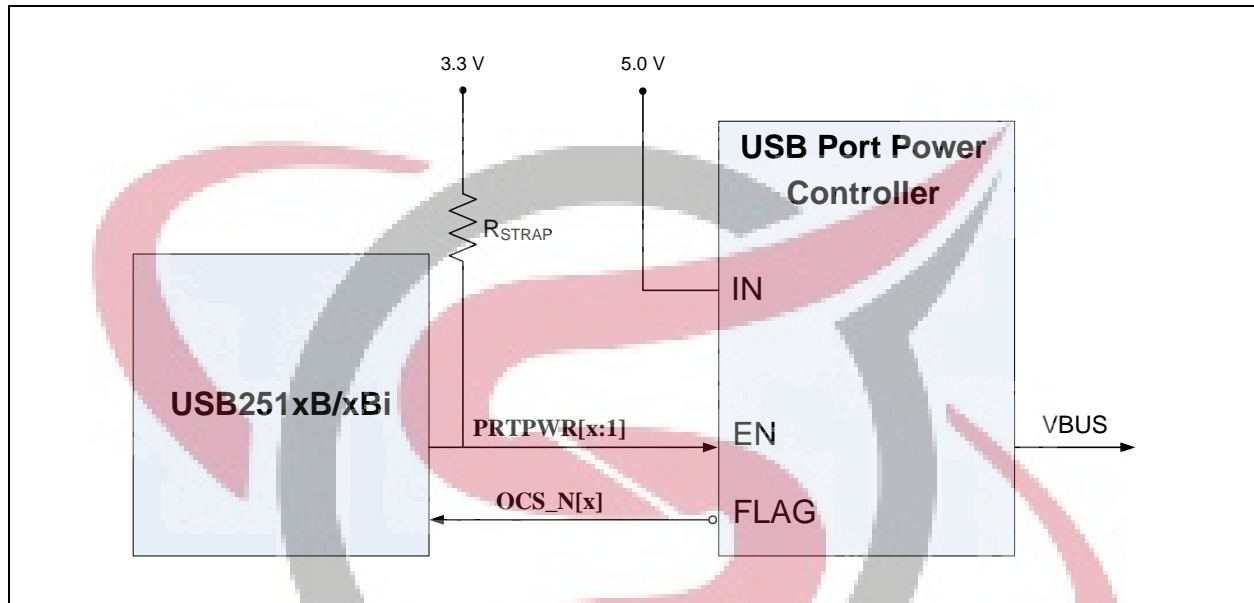 3.3 V
5.0 V
USB Port Power
Controller
RSTRAP
IN
USB251xB/xBi
PRTPWR[x:1]
EN
VBUS
OCS_N[x]
FLAG